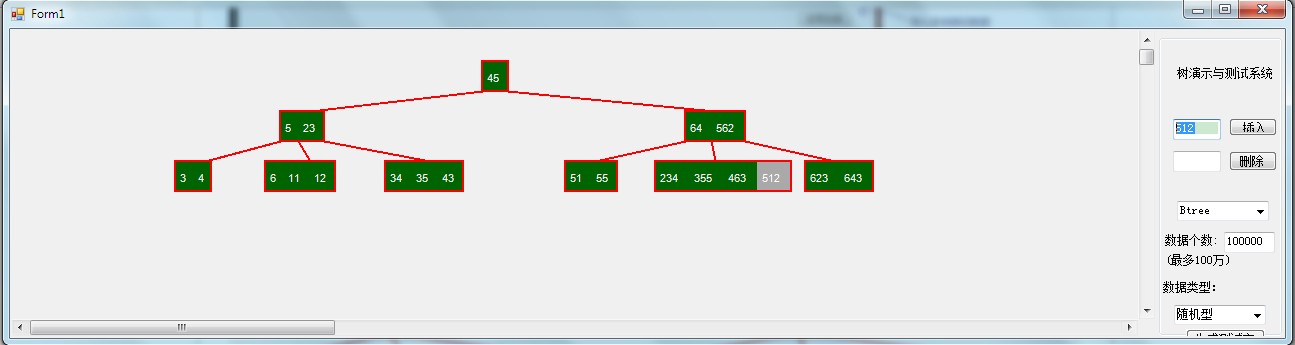 Form1
45
5 23
64 562
3 4
6 11 12
34 35 43
51 55
234 355 463 512
623 643
树演示与测试系统
512 插入
删除
Btree
数据个数: 100000
(最多100万)
数据类型:
随机型